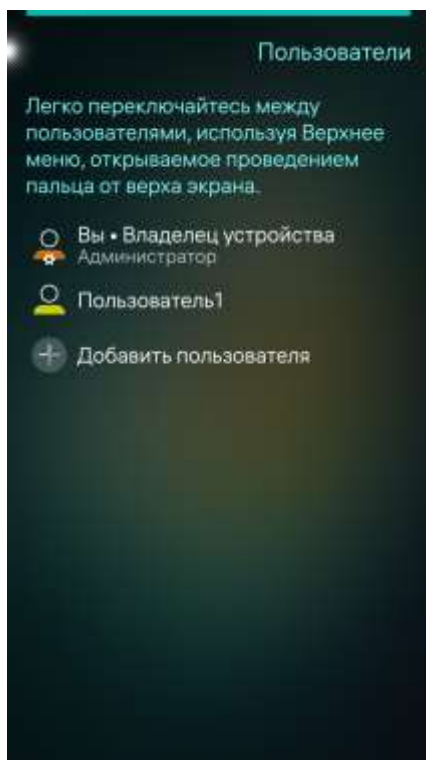 Пользователи
Легко переключайтесь между
пользователями, используя Верхнее
меню, открываемое проведением
пальца от верха экрана.
Вы • Владелец устройства
Администратор
Пользователь1
Добавить пользователя